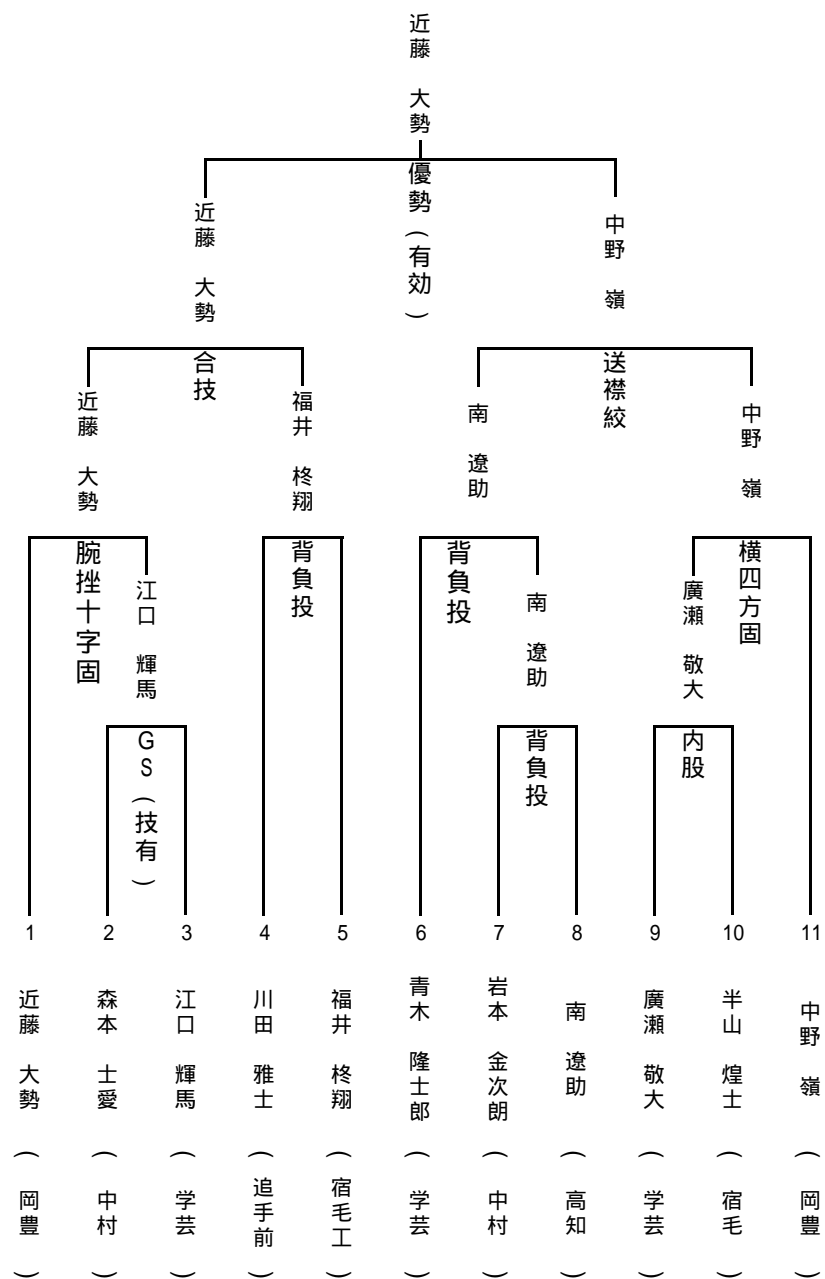 近藤 大勢
優勢(有効)
近藤 大勢
中野 嶺
合技
送襟絞
近藤 大勢
福井 柊翔
南 遼助
中野 嶺
腕挫十字固
背負投
背負投
横四方固
江口 輝馬
南 遼助
廣瀬 敬大
GS(技有)
背負投
内股
1 2 3 4 5 6 7 8 9 10 11
近藤 大勢 (岡豊)
森本 士愛 (中村)
江口 輝馬 (学芸)
川田 雅士 (追手前)
福井 柊翔 (宿毛工)
青木 隆士郎 (学芸)
岩本 金次朗 (中村)
南 遼助 (高知)
廣瀬 敬大 (学芸)
半山 煌士 (宿毛)
中野 嶺 (岡豊)